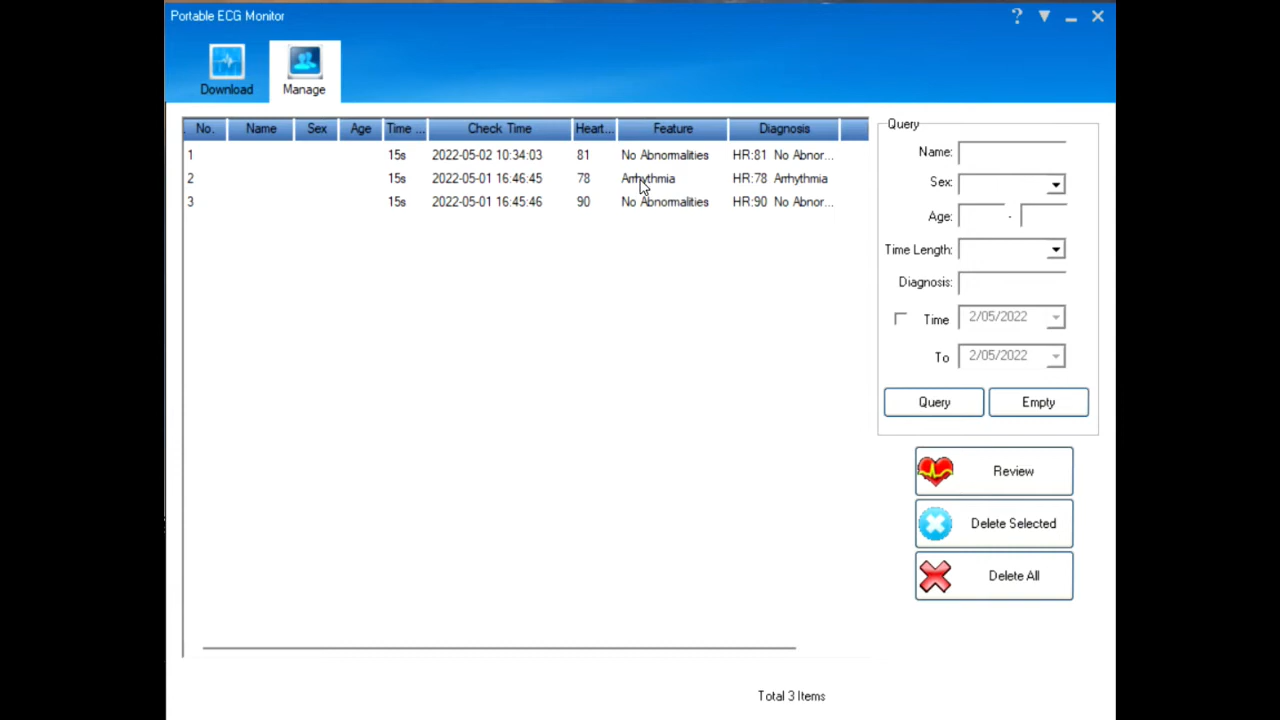 Portable ECG Monitor
?
Download
Manage
No. Name Sex Age Time ... Check Time Heart... Feature Diagnosis
1 15s 2022-05-02 10:34:03 81 No Abnormalities HR:81 No Abnor...
2 15s 2022-05-01 16:46:45 78 Arrhythmia HR:78 Arrhythmia
3 15s 2022-05-01 16:45:46 90 No Abnormalities HR:90 No Abnor...
Query
Name:
Sex:
Age: -
Time Length:
Diagnosis:
Time 2/05/2022
To 2/05/2022
Query Empty
Review
Delete Selected
Delete All
Total 3 Items